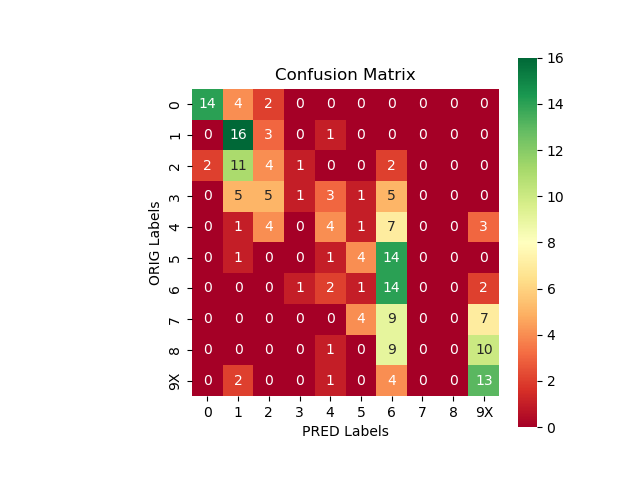 Confusion Matrix
ORIG Labels
0 14 4 2 0 0 0 0 0 0 0
1 0 16 3 0 1 0 0 0 0 0
2 2 11 4 1 0 0 2 0 0 0
3 0 5 5 1 3 1 5 0 0 0
4 0 1 4 0 4 1 7 0 0 3
5 0 1 0 0 1 4 14 0 0 0
6 0 0 0 1 2 1 14 0 0 2
7 0 0 0 0 0 4 9 0 0 7
8 0 0 0 0 1 0 9 0 0 10
9X 0 2 0 0 1 0 4 0 0 13
0 1 2 3 4 5 6 7 8 9X
PRED Labels
16
14
12
10
8
6
4
2
0